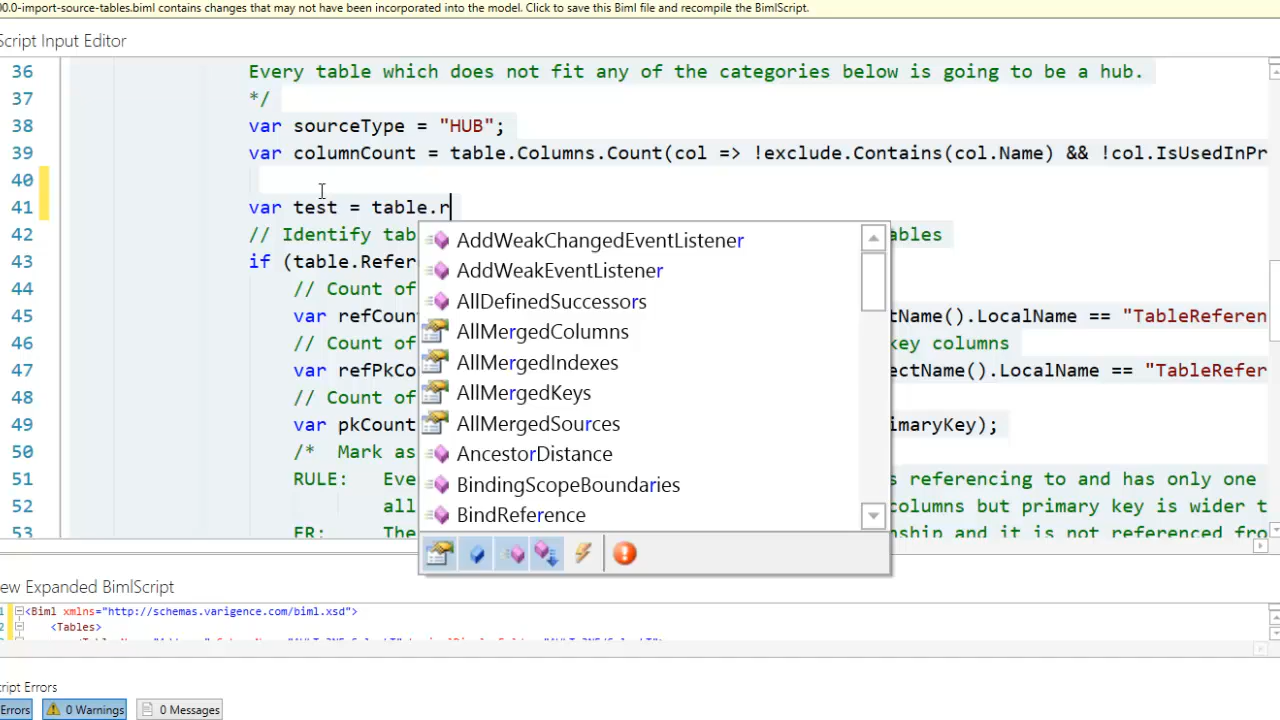 00.0-import-source-tables.biml contains changes that may not have been incorporated into the model. Click to save this Biml file and recompile the BimlScript.
Script Input Editor
36 Every table which does not fit any of the categories below is going to be a hub.
37 */
38 var sourceType = "HUB";
39 var columnCount = table.Columns.Count(col => !exclude.Contains(col.Name) && !col.IsUsedInPr
40
41 var test = table.r
42 // Identify tab ables
43 if (table.Refer
44 // Count of
45 var refCount tName().LocalName == "TableReferen
46 // Count of key columns
47 var refPkCo ectName().LocalName == "TableRefer
48 // Count of
49 var pkCount imaryKey);
50 /* Mark as
51 RULE: Eve s referencing to and has only one
52 all columns but primary key is wider t
53 ER: The nship and it is not referenced fro
AddWeakChangedEventListener
AddWeakEventListener
AllDefinedSuccessors
AllMergedColumns
AllMergedIndexes
AllMergedKeys
AllMergedSources
AncestorDistance
BindingScopeBoundaries
BindReference
ew Expanded BimlScript
1 <Biml xmlns="http://schemas.varigence.com/biml.xsd">
2 <Tables>
cript Errors
Errors 0 Warnings 0 Messages